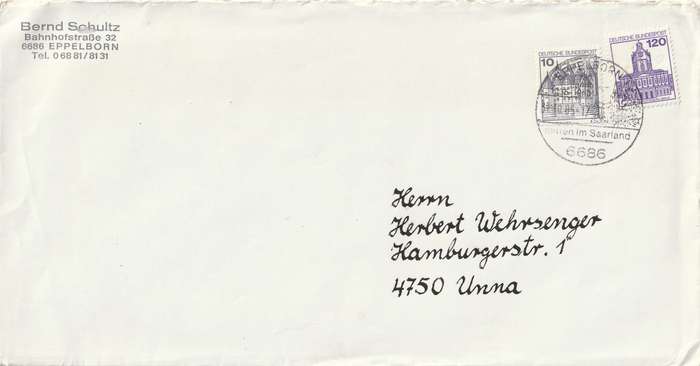 Bernd Schultz
Bahnhofstraße 32
6686 EPPELBORN
Tel. 06881/8131
10
DEUTSCHE BUNDESPOST
DEUTSCHE BUNDESPOST
120
EPPELBORN
im Saarland
6686
Herrn
Herbert Wehrsenger
Hamburgerstr. 1
4750 Unna